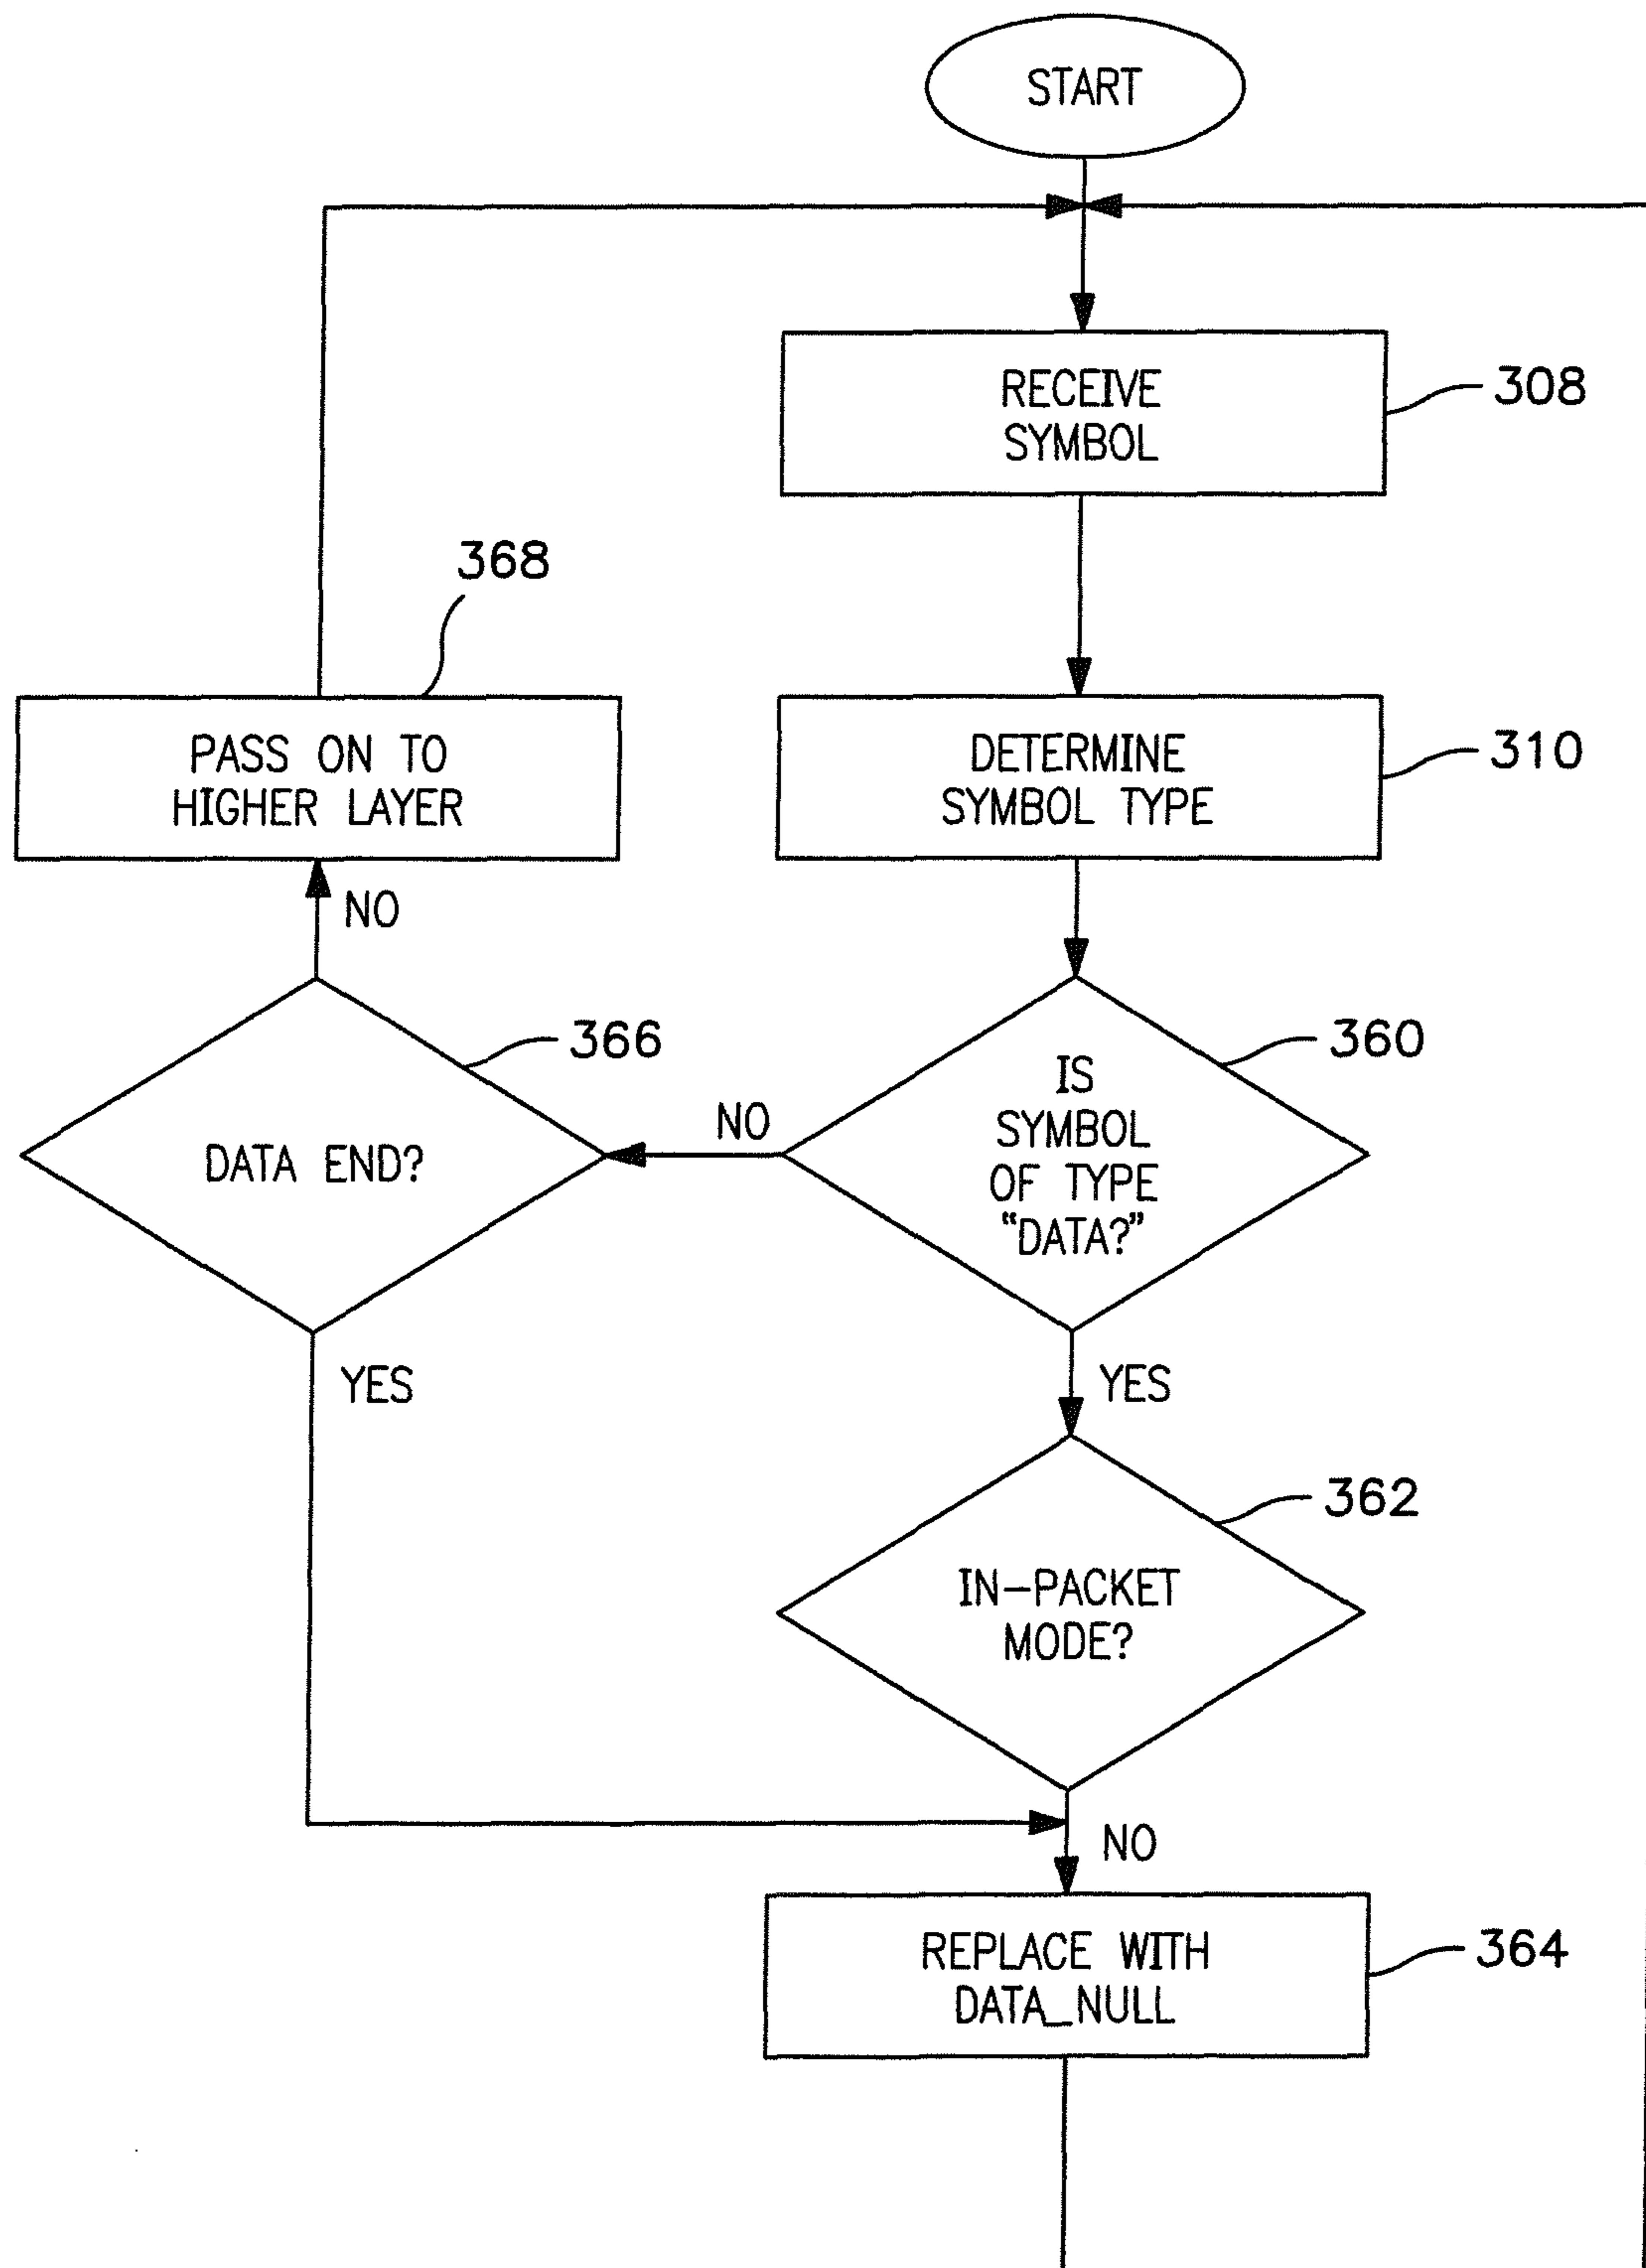 START
RECEIVE
SYMBOL
308
368
PASS ON TO
HIGHER LAYER
DETERMINE
SYMBOL TYPE
310
NO
366
DATA END?
NO
360
IS
SYMBOL
OF TYPE
“DATA?”
YES
YES
362
IN-PACKET
MODE?
NO
REPLACE WITH
DATA_NULL
364